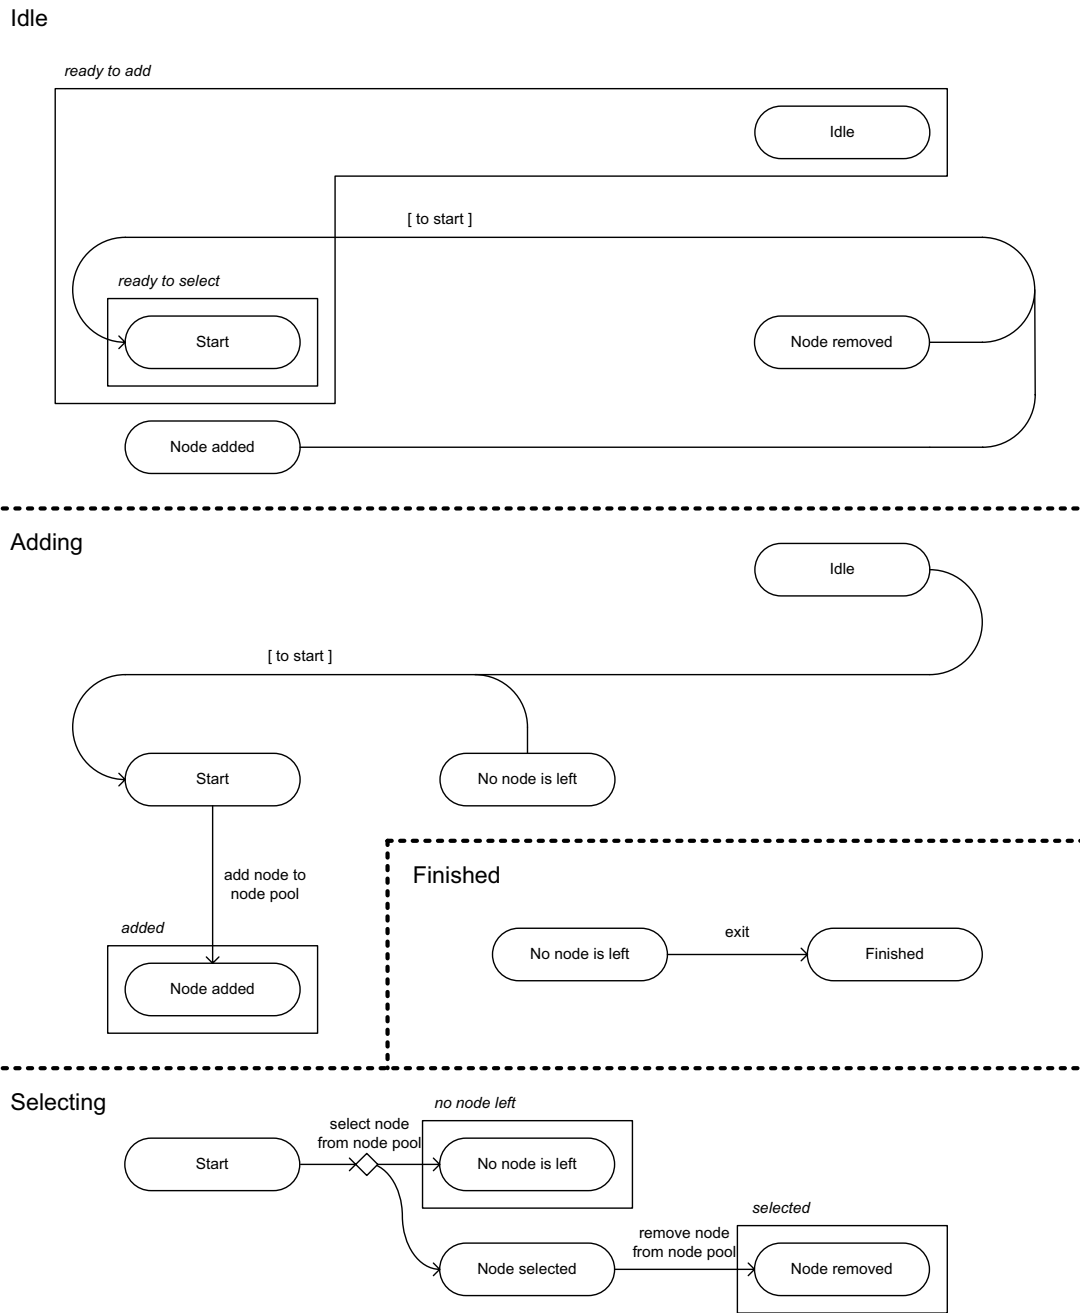 Idle
ready to add
Idle
[ to start ]
ready to select
Start
Node removed
Node added
Adding
Idle
[ to start ]
Start
No node is left
add node to
node pool
Finished
added
exit
No node is left
Finished
Node added
Selecting
no node left
select node
from node pool
Start
No node is left
selected
remove node
from node pool
Node selected
Node removed